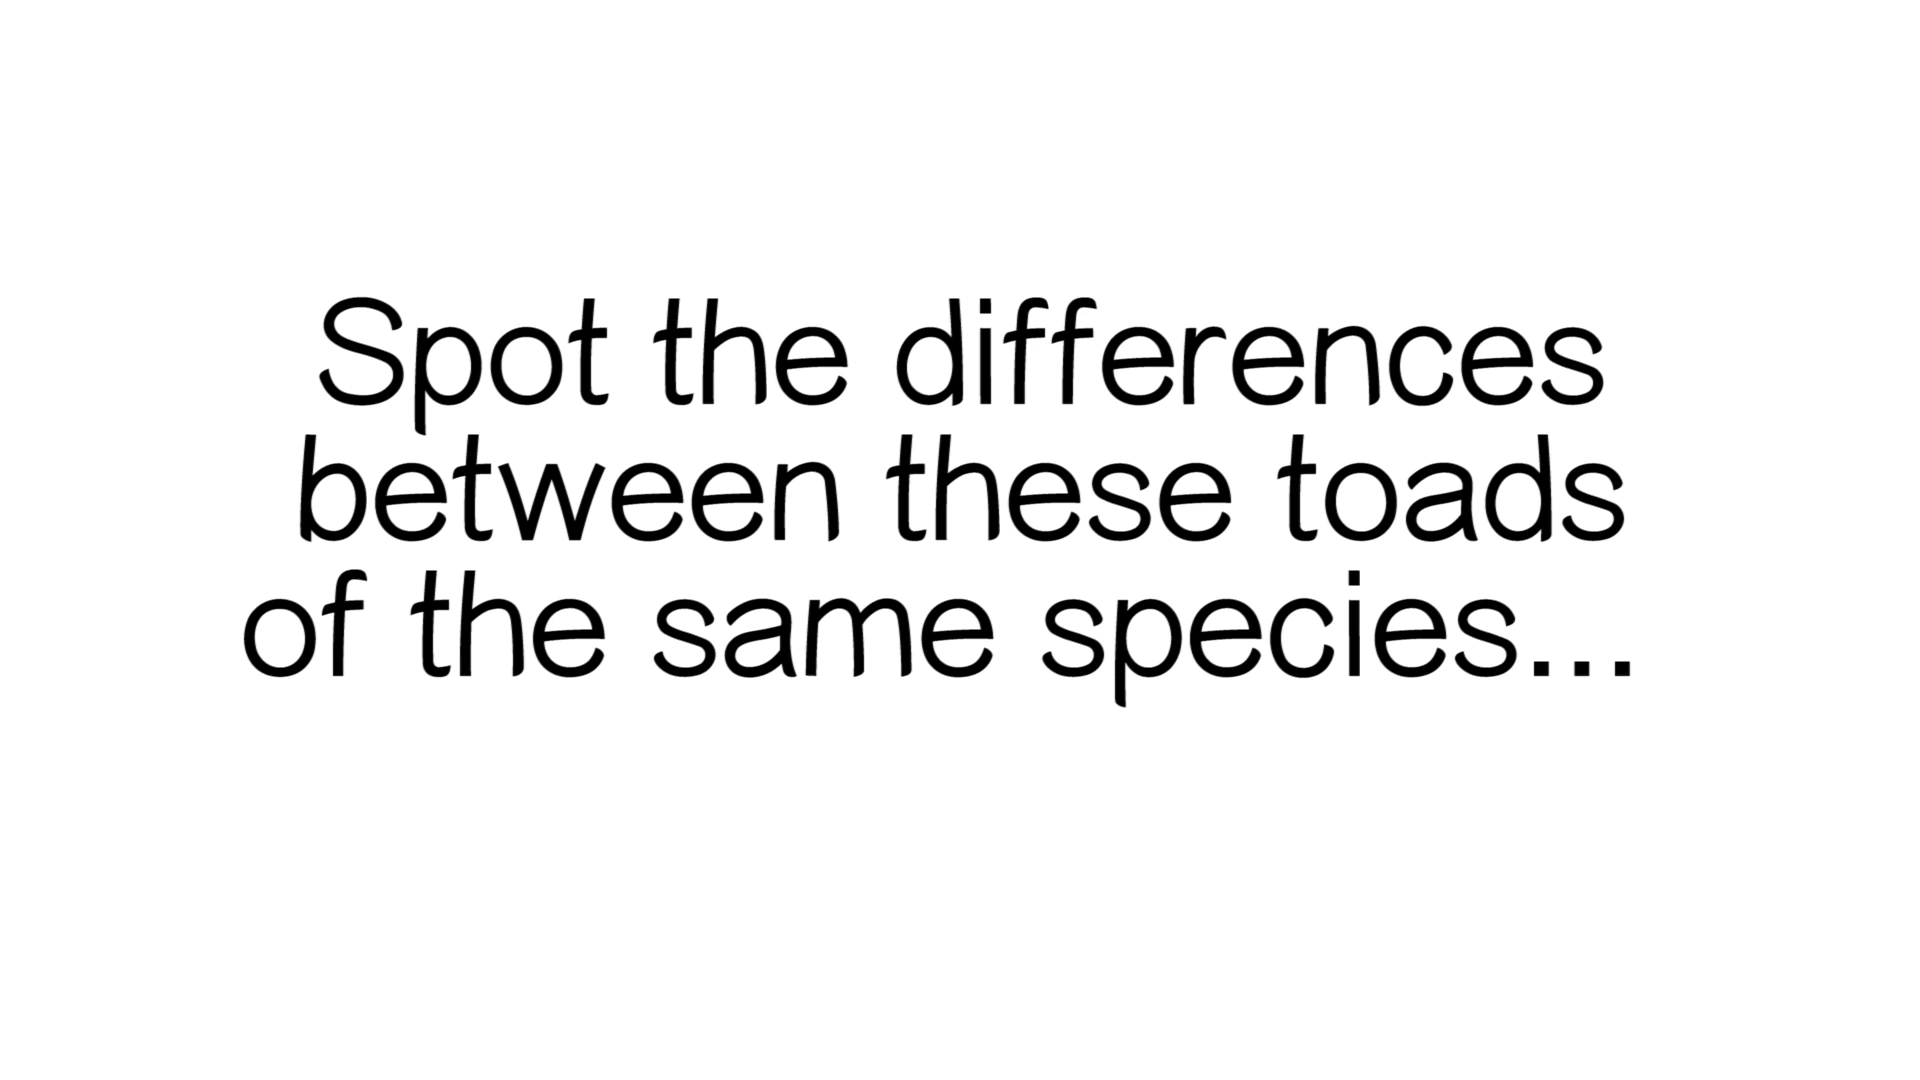 Spot the differences
between these toads
of the same species...